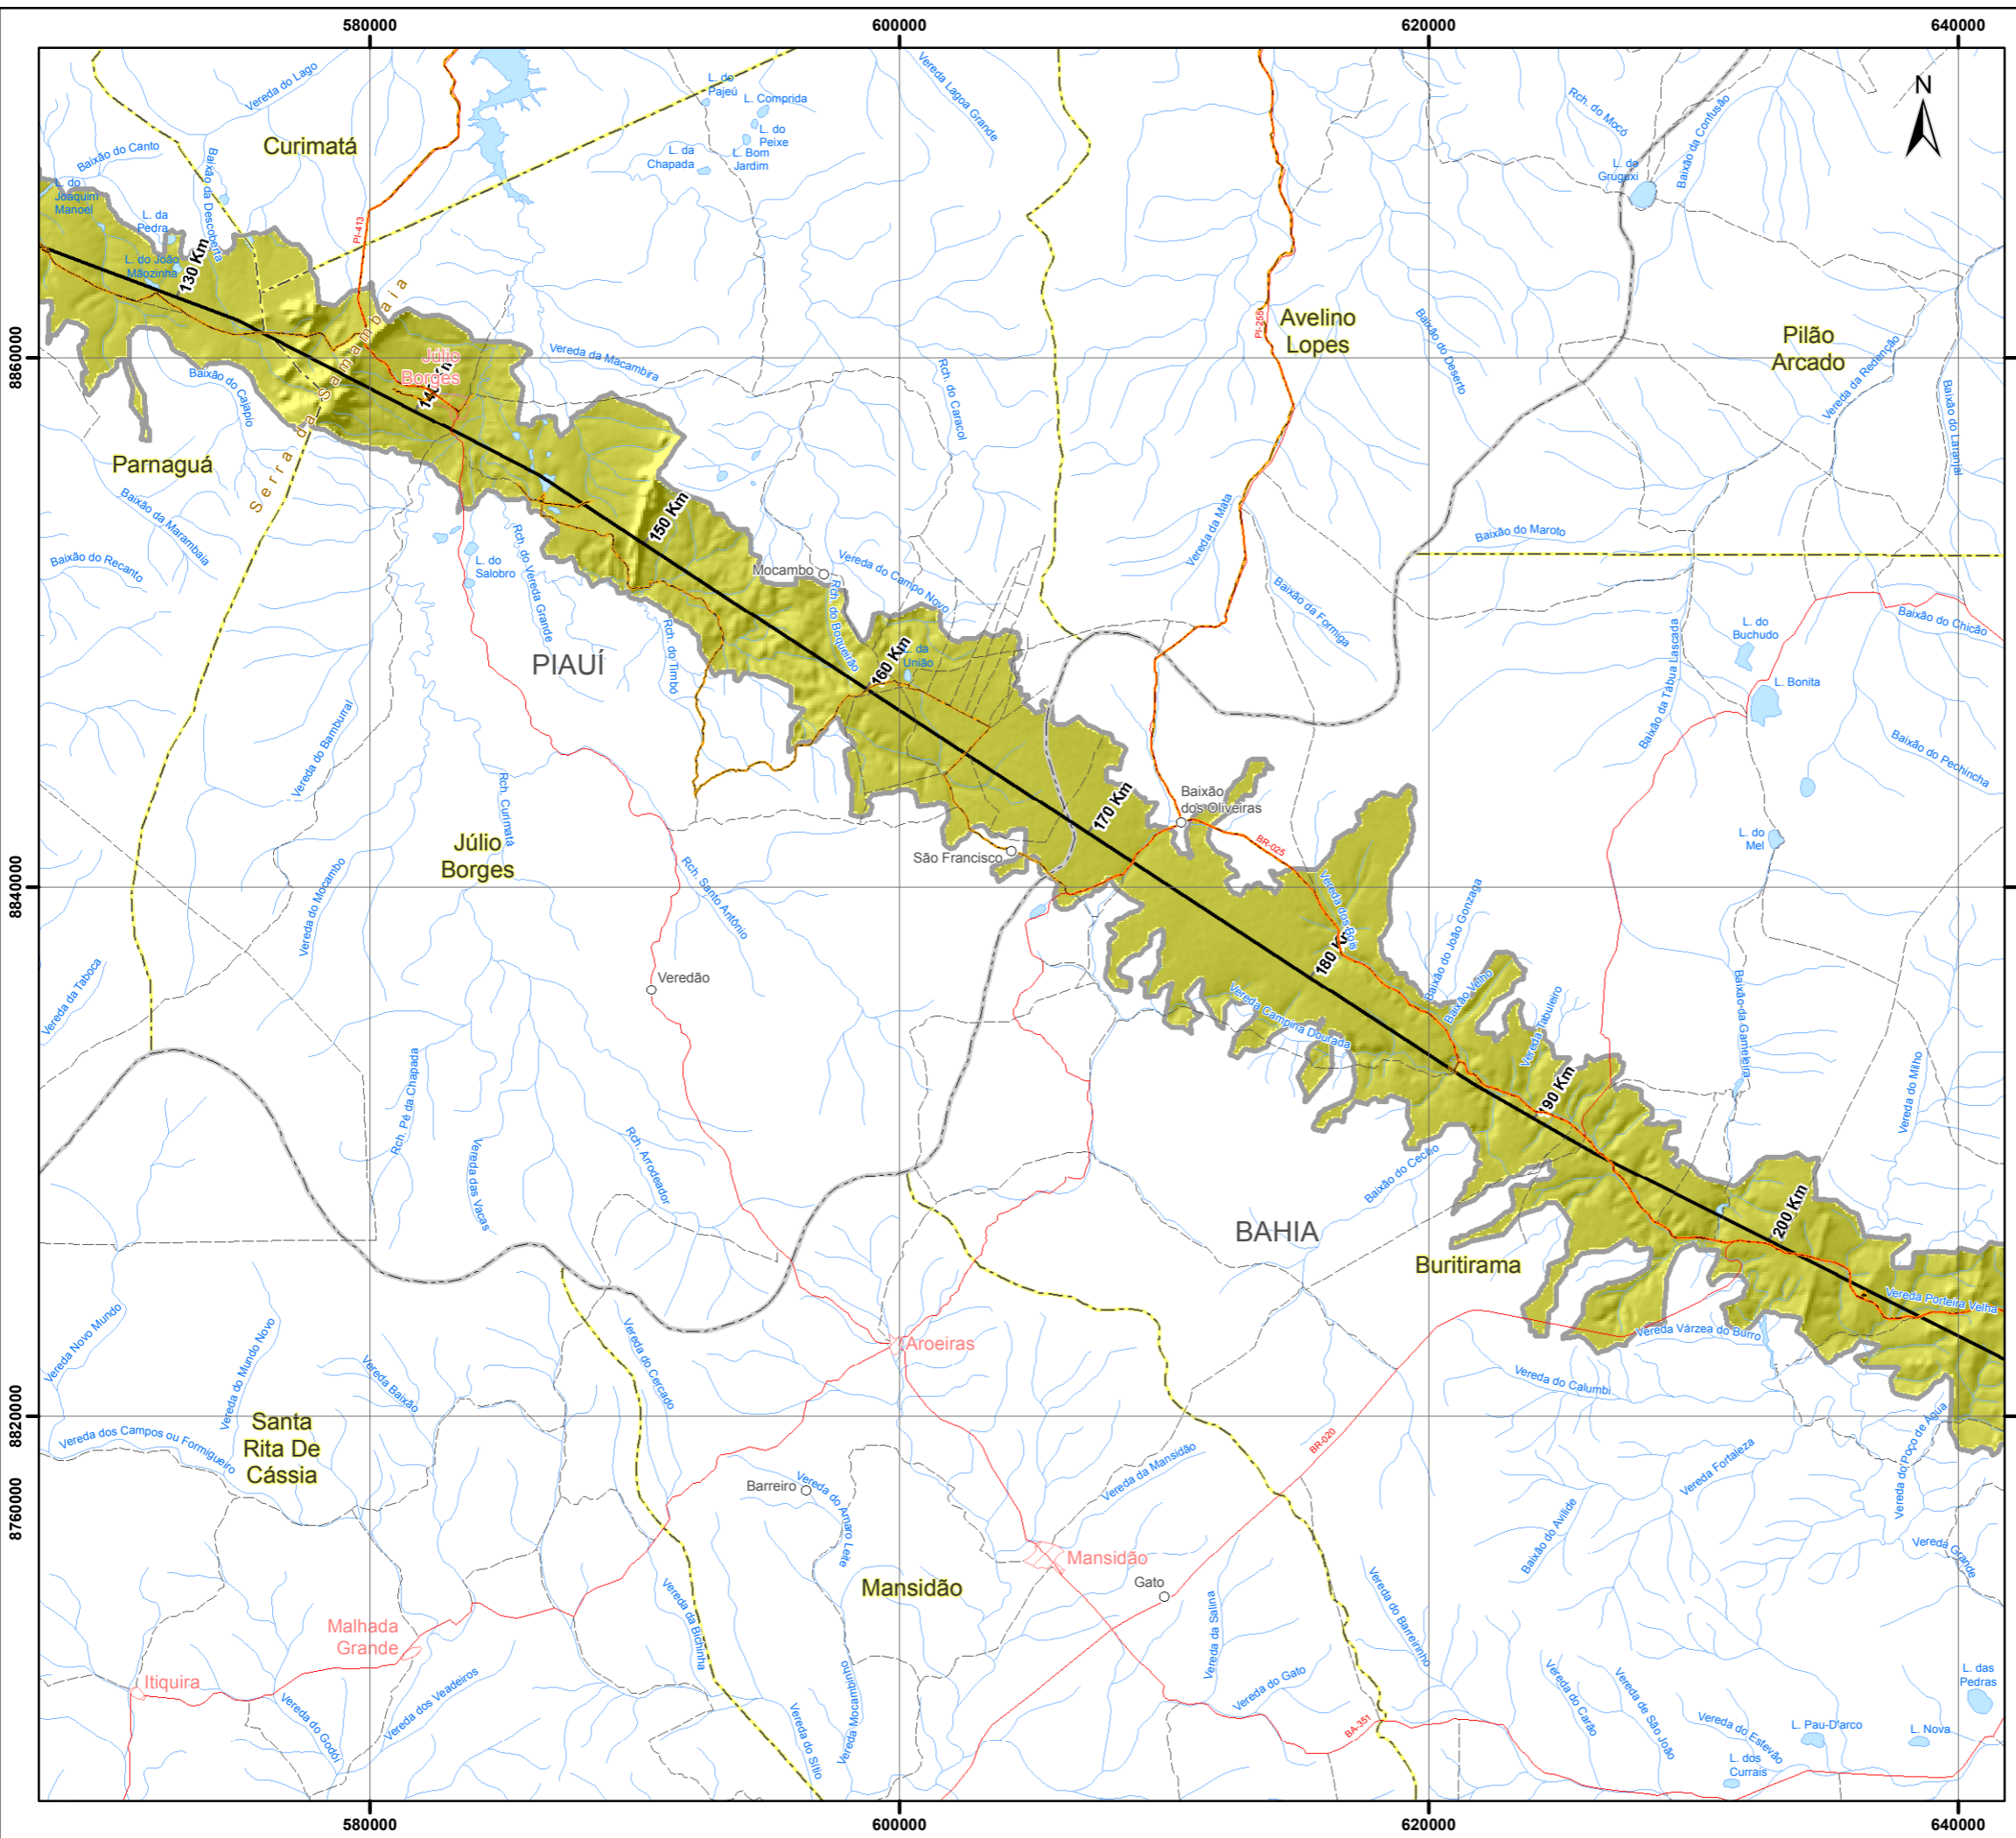 580000
600000
620000
640000
N
Vereda do Lago
Curimatá
L. do
Pajeú
L. Comprida
L. do
Peixe
L. Bom
Jardim
L. da
Chapada
Vereda Lagoa Grande
Rch. do Mocó
Baixão da Confusão
L. do
Gruguxi
Baixão do Canto
Baixão da Descoberta
L. do
Joaquim
Manoel
L. da
Pedra
L. do João
Mãozinha
130 Km
PI-413
Serra da Samambaia
8860000
Júlio
Borges
Vereda da Macambira
Rch. do Caracol
PI-255
Avelino
Lopes
Baixão do Deserto
Pilão
Arcado
Vereda da Redenção
Baixão do Laranjal
Baixão do Cajapio
Parnaguá
Baixão da Marambaia
Baixão do Recanto
L. do
Salobro
Rch. do Vereda Grande
150 Km
Mocambo
Vereda do Campo Novo
Rch. do Boqueirão
Vereda da Mata
Baixão da Formiga
Baixão do Maroto
Baixão do Chicão
L. do
Buchudo
L. Bonita
Baixão da Tábua Lascada
Baixão do Pechincha
PIAUÍ
Rch. do Timbó
160 Km
L. da
União
Vereda do Bamburral
Rch. Curimatá
170 Km
Baixão
dos Oliveiras
BR-025
São Francisco
L. do
Mel
8840000
Júlio
Borges
Vereda do Mocambo
Rch. Santo Antônio
Vereda dos Bois
180 Km
Baixão do João Gonzaga
Baixão Velho
Vereda da Taboca
Veredão
Vereda Campina Dourada
Vereda Tabuleiro
Baixão da Gameleira
Vereda do Milho
190 Km
Rch. Pé da Chapada
Vereda das Vacas
Rch. Arrodeador
Baixão do Cecílio
200 Km
BAHIA
Buritirama
Vereda Porteira Velha
Vereda Várzea do Burro
Vereda Novo Mundo
Vereda do Mundo Novo
Vereda Baixão
Vereda do Cercado
Aroeiras
Vereda do Calumbi
8820000
Santa
Rita De
Cássia
Vereda dos Campos ou Formigueiro
BR-020
Vereda da Mansidão
Vereda Fortaleza
Vereda do Poço de Agua
8760000
Barreiro
Vereda do Amaro Leite
Baixão do Avilide
Vereda Grande
Mansidão
Mansidão
Gato
Vereda da Bichinha
Vereda da Salina
Vereda do Barreirinho
Malhada
Grande
Itiquira
Vereda do Godói
Vereda dos Veadeiros
Vereda do Sítio
Vereda Mocambinho
Vereda do Gato
BA-351
Vereda do Carão
Vereda de São João
Vereda do Estevão
L. dos
Currais
L. Pau-D'arco
L. Nova
L. das
Pedras
580000
600000
620000
640000